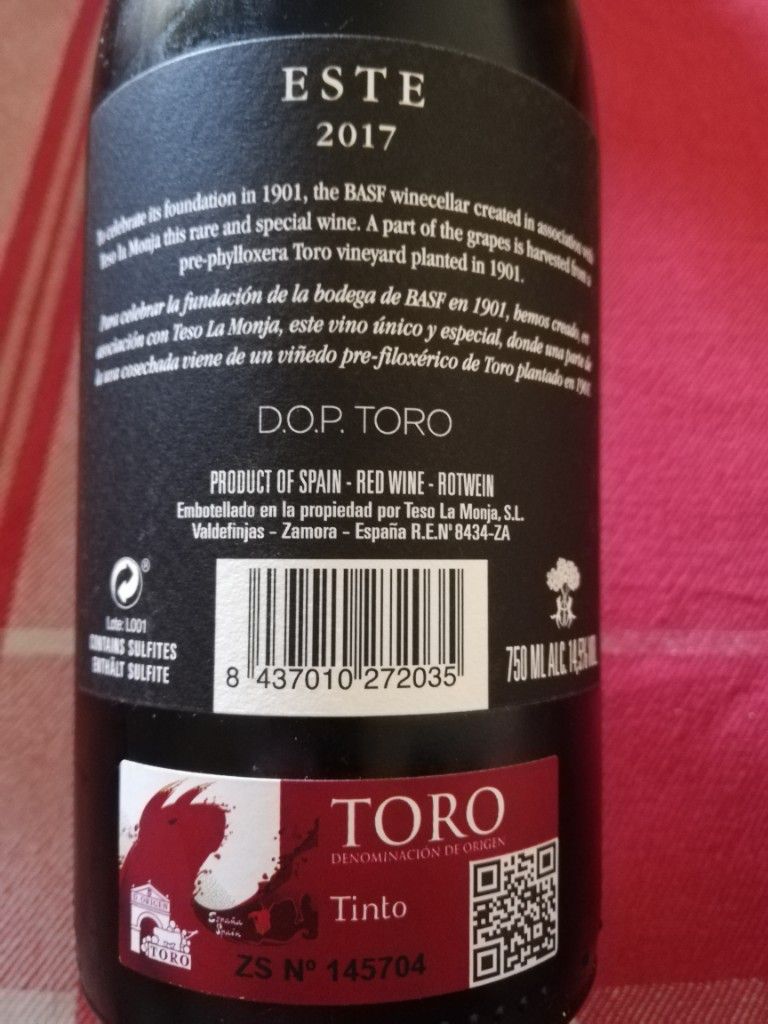 ESTE
2017
To celebrate its foundation in 1901, the BASF winecellar created in association with
Teso la Monja this rare and special wine. A part of the grapes is harvested from a
pre-phylloxera Toro vineyard planted in 1901.
Para celebrar la fundación de la bodega de BASF en 1901, hemos creado, en
asociación con Teso La Monja, este vino único y especial, donde una parte de
la uva cosechada viene de un viñedo pre-filoxérico de Toro plantado en 1901.
D.O.P. TORO
PRODUCT OF SPAIN - RED WINE - ROTWEIN
Embotellado en la propiedad por Teso La Monja, S.L.
Valdefinjas - Zamora - España R.E.Nº 8434-ZA
®
Lote: L001
CONTAINS SULFITES
ENTHÄLT SULFITE
8 437010 272035
750 ML ALC. 14,5% VOL.
TORO
DENOMINACIÓN DE ORIGEN
Tinto
España
Spain
D. ORIGEN
TORO
ZS Nº 145704